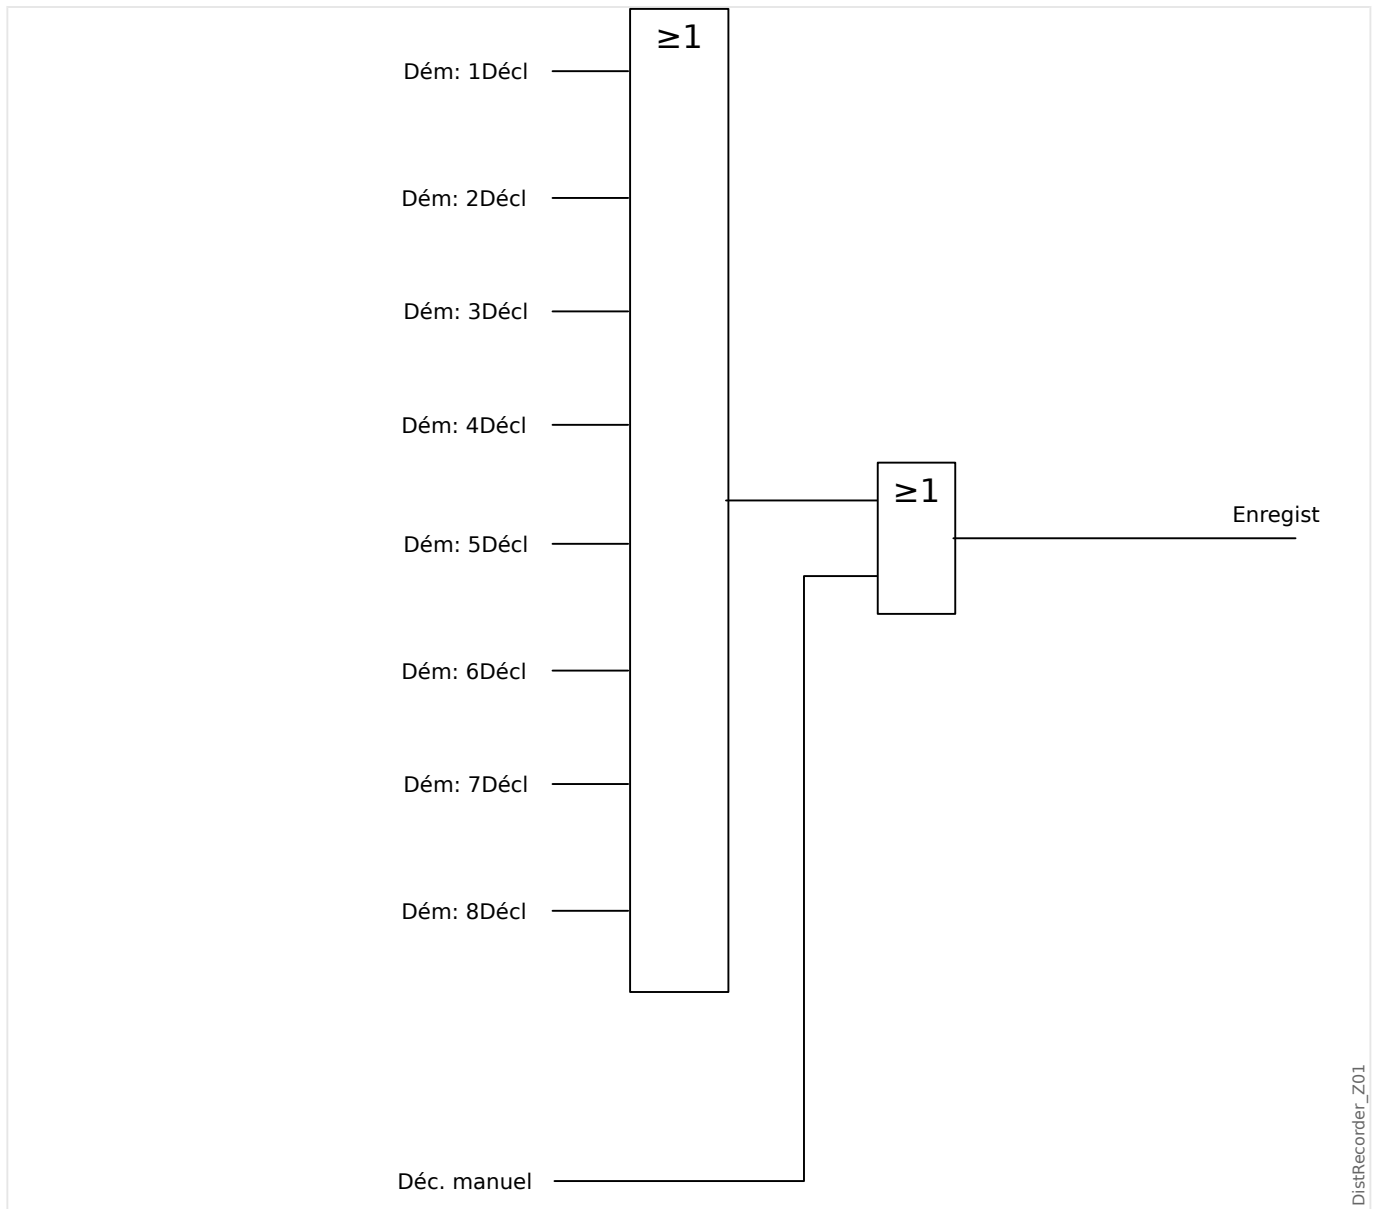 ≥1
Dém: 1Décl
Dém: 2Décl
Dém: 3Décl
Dém: 4Décl
≥1
Enregist
Dém: 5Décl
Dém: 6Décl
Dém: 7Décl
Dém: 8Décl
Déc. manuel
DistRecorder_Z01